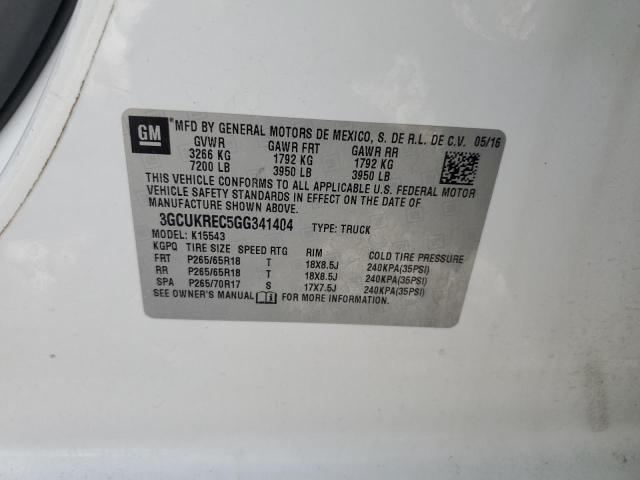 GM *MFD BY GENERAL MOTORS DE MEXICO, S. DE R.L. DE C.V. 05/16
GVWR GAWR FRT GAWR RR
3266 KG 1792 KG 1792 KG
7200 LB 3950 LB 3950 LB
THIS VEHICLE CONFORMS TO ALL APPLICABLE U.S. FEDERAL MOTOR
VEHICLE SAFETY STANDARDS IN EFFECT ON THE DATE OF
MANUFACTURE SHOWN ABOVE.
3GCUKREC5GG341404 TYPE: TRUCK
MODEL: K15543
KGPQ TIRE SIZE SPEED RTG RIM COLD TIRE PRESSURE
FRT P265/65R18 T 18X8.5J 240KPA(35PSI)
RR P265/65R18 T 18X8.5J 240KPA(35PSI)
SPA P265/70R17 S 17X7.5J 240KPA(35PSI)
SEE OWNER'S MANUAL FOR MORE INFORMATION.